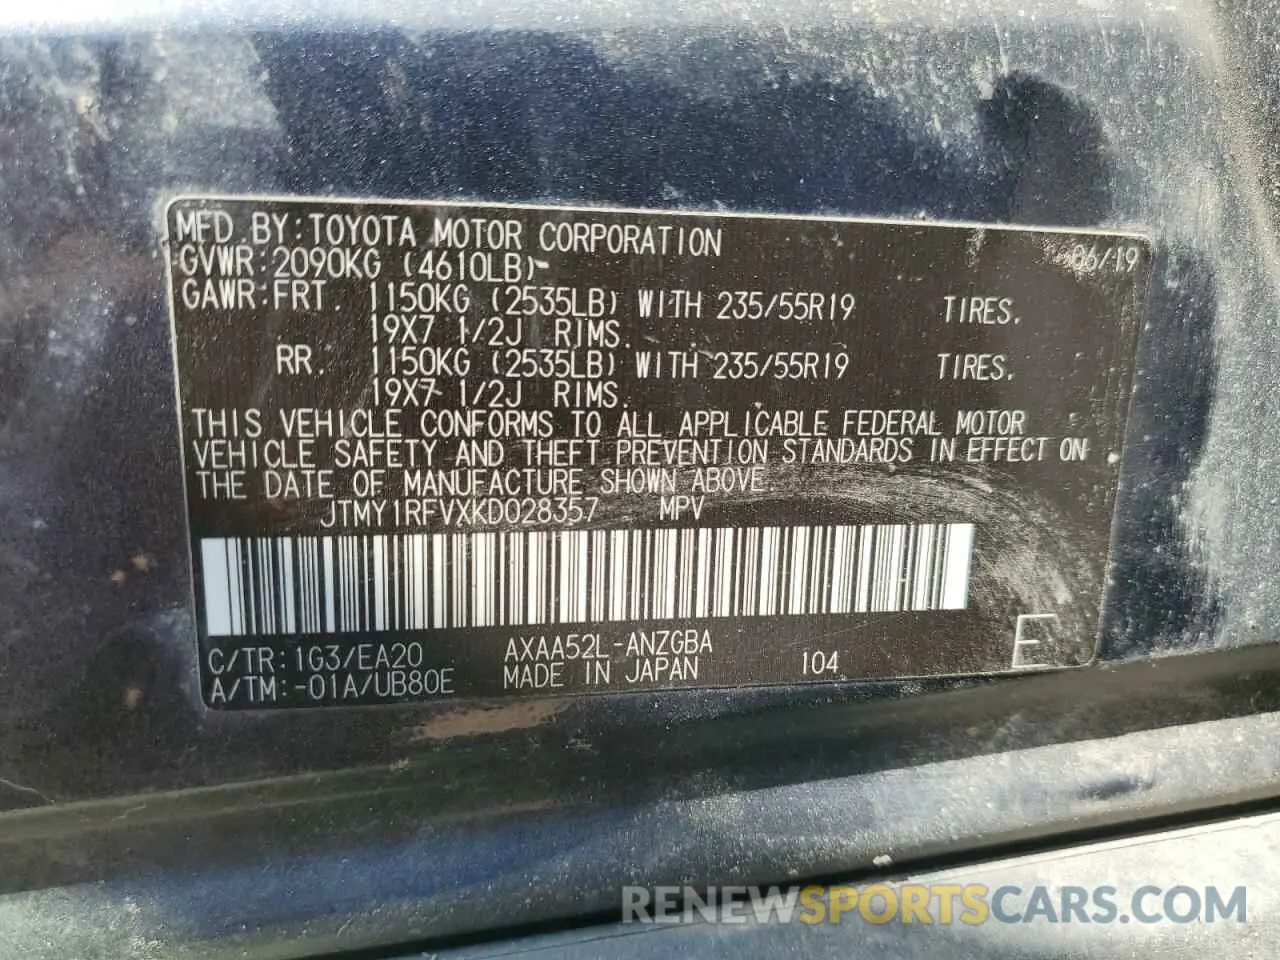 MFD. BY: TOYOTA MOTOR CORPORATION 06/19
GVWR: 2090KG (4610LB)
GAWR: FRT. 1150KG (2535LB) WITH 235/55R19 TIRES.
19X7 1/2J RIMS.
RR. 1150KG (2535LB) WITH 235/55R19 TIRES.
19X7 1/2J RIMS.
THIS VEHICLE CONFORMS TO ALL APPLICABLE FEDERAL MOTOR
VEHICLE SAFETY AND THEFT PREVENTION STANDARDS IN EFFECT ON
THE DATE OF MANUFACTURE SHOWN ABOVE.
JTMY1RFVXKD028357 MPV
C/TR: 1G3/EA20 AXAA52L-ANZGBA
A/TM: -01A/UB80E MADE IN JAPAN 104 E
RENEWSPORTSCARS.COM